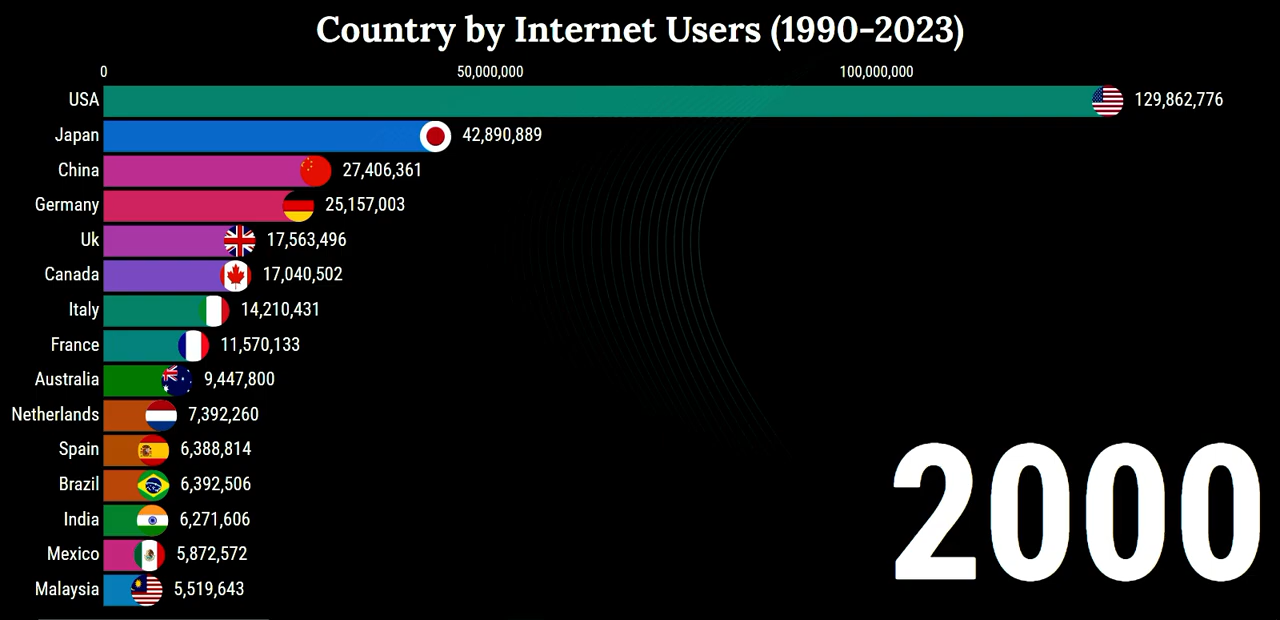 Country by Internet Users (1990-2023)
0 50,000,000 100,000,000
USA 129,862,776
Japan 42,890,889
China 27,406,361
Germany 25,157,003
Uk 17,563,496
Canada 17,040,502
Italy 14,210,431
France 11,570,133
Australia 9,447,800
Netherlands 7,392,260
Spain 6,388,814
Brazil 6,392,506
India 6,271,606
Mexico 5,872,572
Malaysia 5,519,643
2000